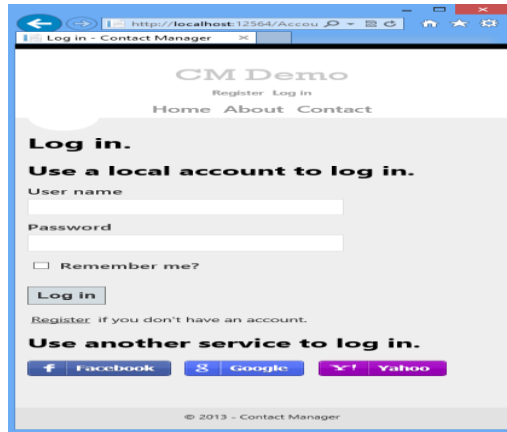 http://localhost:12564/Accou
Log in - Contact Manager
CM Demo
Register Log in
Home About Contact
Log in.
Use a local account to log in.
User name
Password
Remember me?
Log in
Register if you don't have an account.
Use another service to log in.
f Facebook 8 Google Y! Yahoo
© 2013 - Contact Manager